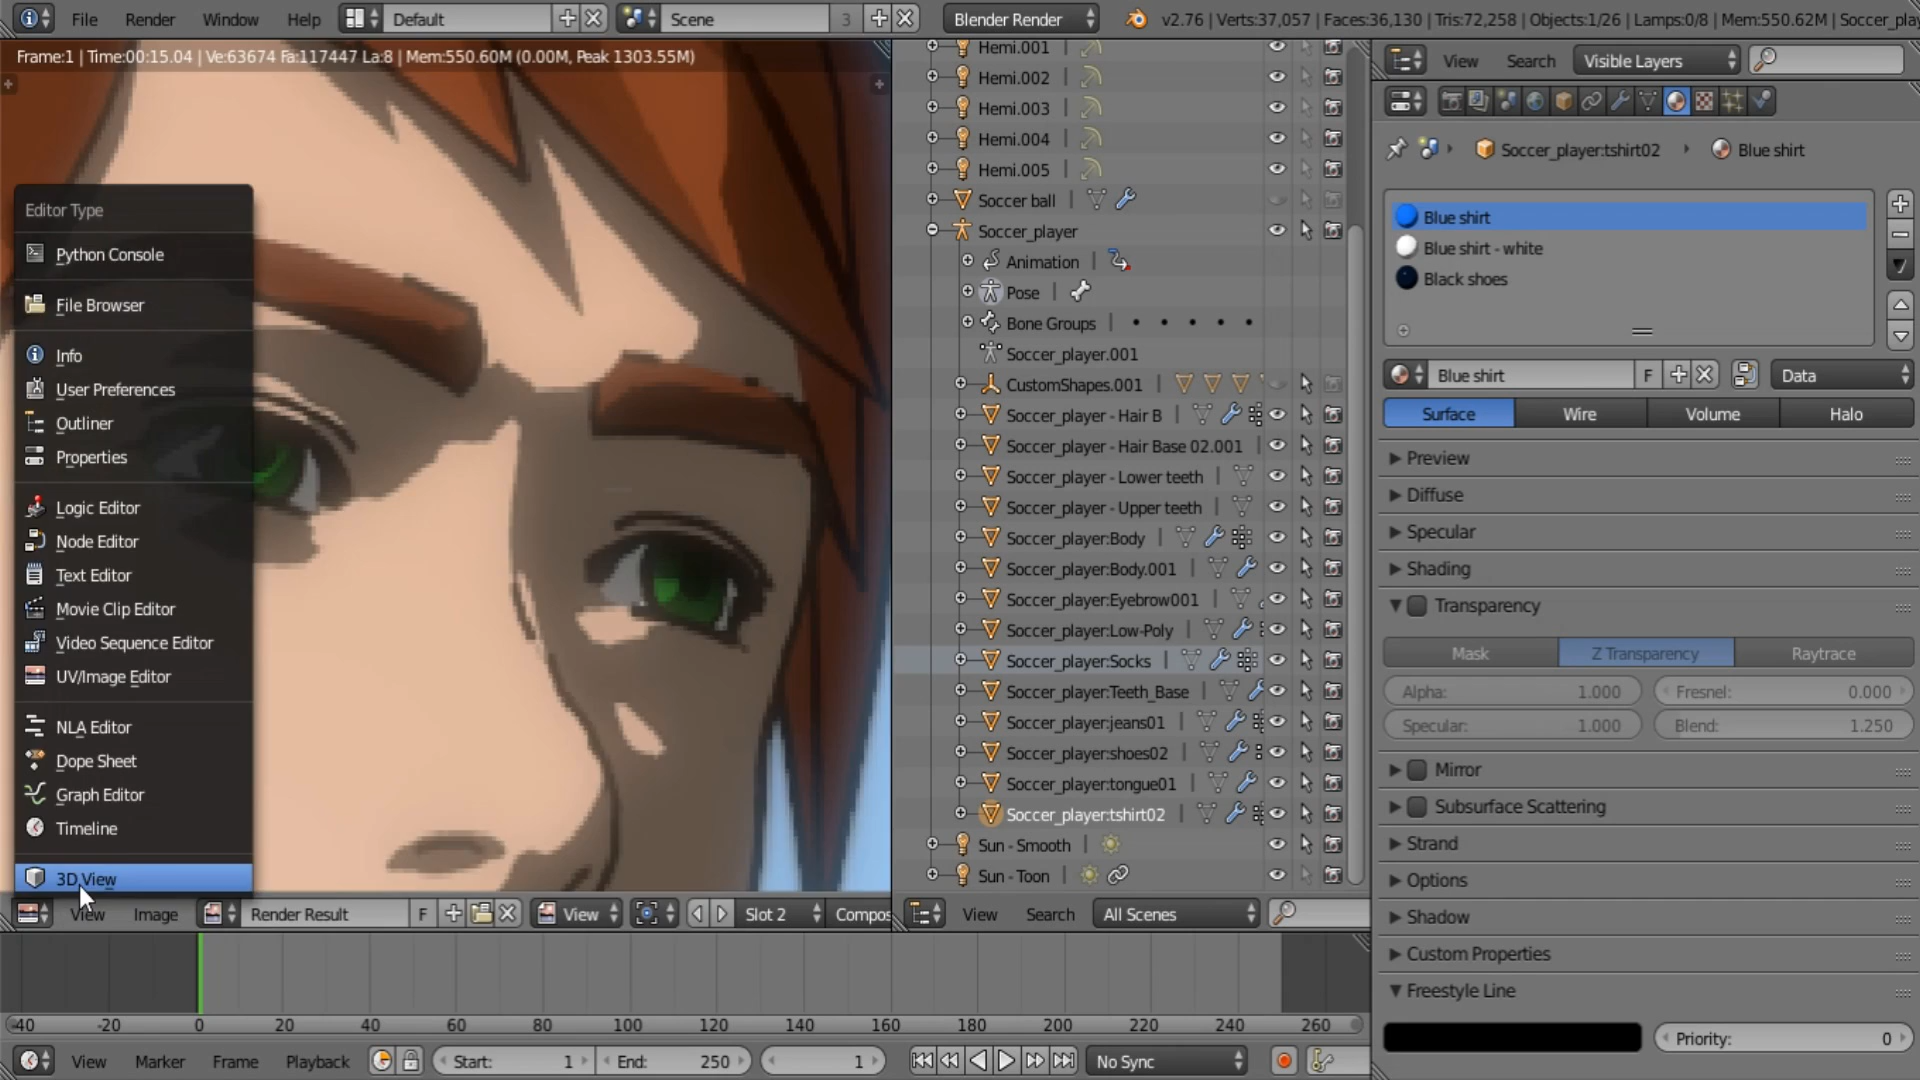 File Render Window Help Default Scene 3 Blender Render v2.76 | Verts:37,057 | Faces:36,130 | Tris:72,258 | Objects:1/26 | Lamps:0/8 | Mem:550.62M | Soccer_pla
Frame:1 | Time:00:15.04 | Ve:63674 Fa:117447 La:8 | Mem:550.60M (0.00M, Peak 1303.55M)
Editor Type
Python Console
File Browser
Info
User Preferences
Outliner
Properties
Logic Editor
Node Editor
Text Editor
Movie Clip Editor
Video Sequence Editor
UV/Image Editor
NLA Editor
Dope Sheet
Graph Editor
Timeline
3D View
View Image Render Result F View Slot 2 Compos
Hemi.001
Hemi.002
Hemi.003
Hemi.004
Hemi.005
Soccer ball
Soccer_player
Animation
Pose
Bone Groups
Soccer_player.001
CustomShapes.001
Soccer_player - Hair B
Soccer_player - Hair Base 02.001
Soccer_player - Lower teeth
Soccer_player - Upper teeth
Soccer_player:Body
Soccer_player:Body.001
Soccer_player:Eyebrow001
Soccer_player:Low-Poly
Soccer_player:Socks
Soccer_player:Teeth_Base
Soccer_player:jeans01
Soccer_player:shoes02
Soccer_player:tongue01
Soccer_player:tshirt02
Sun - Smooth
Sun - Toon
View Search All Scenes
View Search Visible Layers
Soccer_player:tshirt02 Blue shirt
Blue shirt
Blue shirt - white
Black shoes
Blue shirt F Data
Surface Wire Volume Halo
Preview
Diffuse
Specular
Shading
Transparency
Mask Z Transparency Raytrace
Alpha: 1.000 Fresnel: 0.000
Specular: 1.000 Blend: 1.250
Mirror
Subsurface Scattering
Strand
Options
Shadow
Custom Properties
Freestyle Line
Priority: 0
-40 -20 0 20 40 60 80 100 120 140 160 180 200 220 240 260
View Marker Frame Playback Start: 1 End: 250 1 No Sync